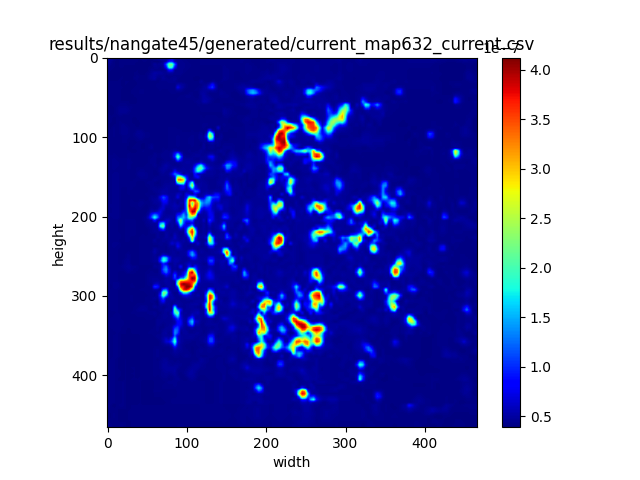 results/nangate45/generated/current_map632_current.csv
1e−7
0
100
200
300
400
height
0 100 200 300 400
width
4.0
3.5
3.0
2.5
2.0
1.5
1.0
0.5